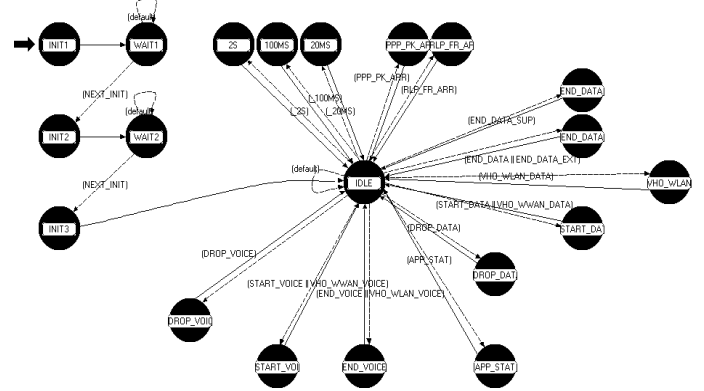 (default)
INIT1
WAIT1
2S
100MS
20MS
PPP_PK_ARR
RLP_FR_AR
(PPP_PK_ARR)
(RLP_FR_ARR)
(NEXT_INIT)
(_100MS)
(_2S)
(_20MS)
END_DATA
(default)
(END_DATA_SUP)
INIT2
WAIT2
END_DATA
(END_DATA || END_DATA_EXT)
(default)
(VHO_WLAN_DATA)
(NEXT_INIT)
IDLE
VHO_WLAN
(START_DATA || VHO_WWAN_DATA)
INIT3
(DROP_DATA)
START_DA
(DROP_VOICE)
(APP_STAT)
DROP_DAT
(START_VOICE || VHO_WWAN_VOICE)
(END_VOICE || VHO_WLAN_VOICE)
DROP_VOIC
START_VOI
END_VOICE
APP_STAT